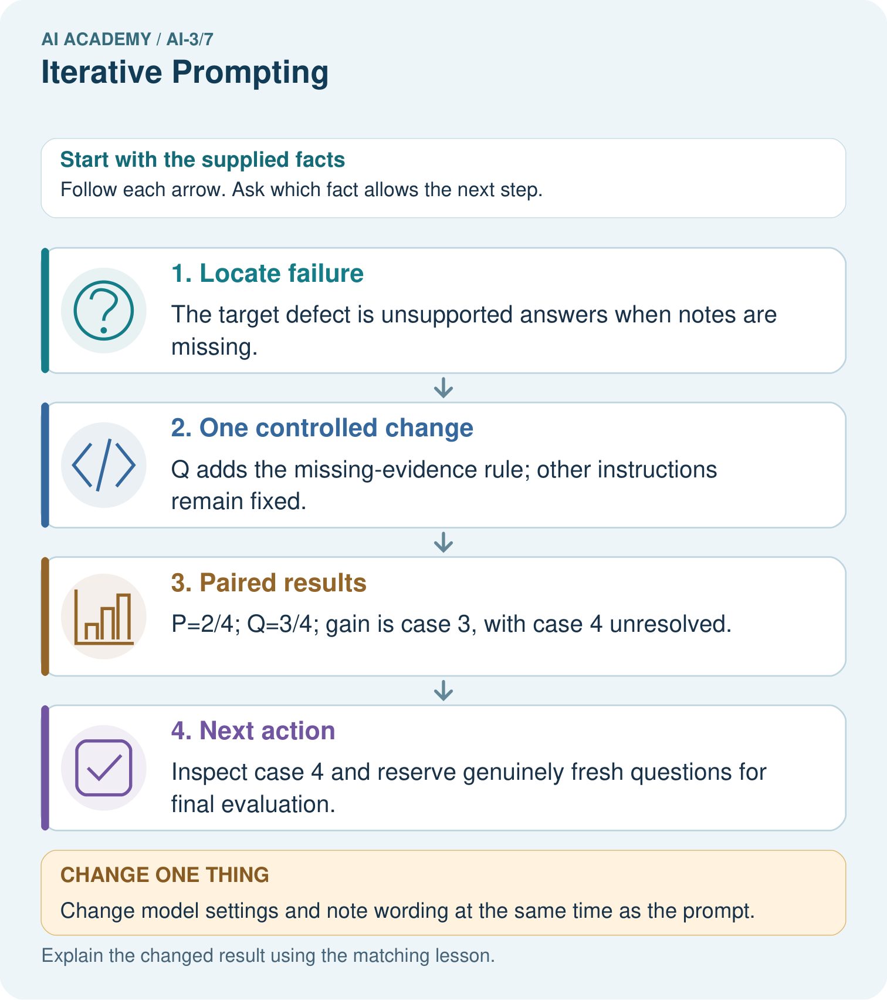 AI ACADEMY / AI-3/7
Iterative Prompting
Start with the supplied facts
Follow each arrow. Ask which fact allows the next step.
1. Locate failure
The target defect is unsupported answers when notes are
missing.
2. One controlled change
Q adds the missing-evidence rule; other instructions
remain fixed.
3. Paired results
P=2/4; Q=3/4; gain is case 3, with case 4 unresolved.
4. Next action
Inspect case 4 and reserve genuinely fresh questions for
final evaluation.
CHANGE ONE THING
Change model settings and note wording at the same time as the prompt.
Explain the changed result using the matching lesson.